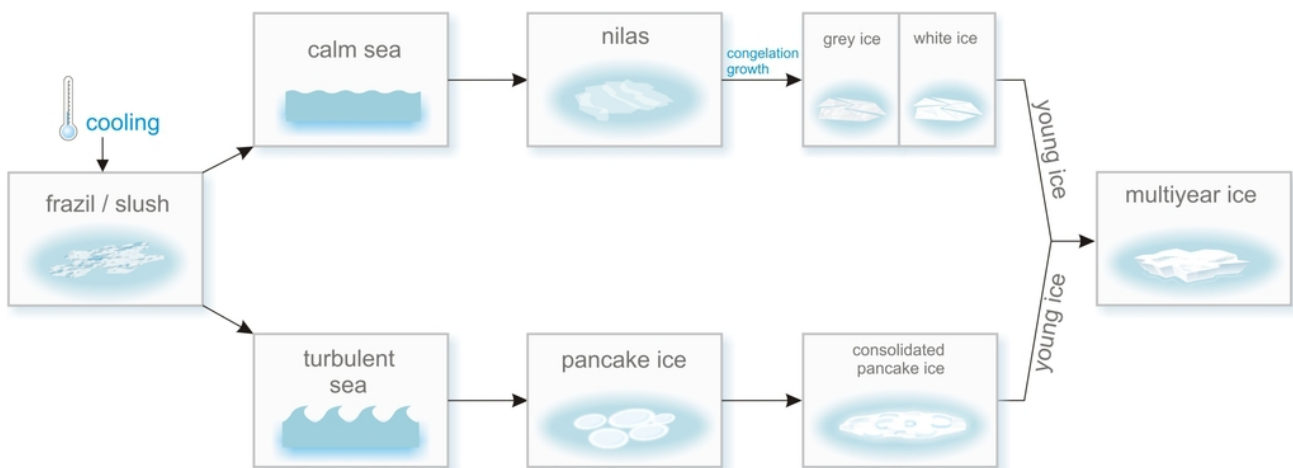 cooling
frazil / slush
calm sea
nilas
congelation
growth
grey ice
white ice
young ice
turbulent
sea
pancake ice
consolidated
pancake ice
young ice
multiyear ice